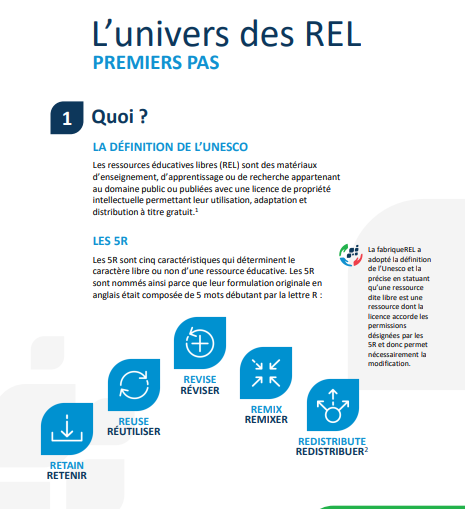 L'univers des REL
PREMIERS PAS
1 Quoi ?
LA DÉFINITION DE L'UNESCO
Les ressources éducatives libres (REL) sont des matériaux
d'enseignement, d'apprentissage ou de recherche appartenant
au domaine public ou publiées avec une licence de propriété
intellectuelle permettant leur utilisation, adaptation et
distribution à titre gratuit.¹
LES 5R
Les 5R sont cinq caractéristiques qui déterminent le
caractère libre ou non d'une ressource éducative. Les 5R
sont nommés ainsi parce que leur formulation originale en
anglais était composée de 5 mots débutant par la lettre R :
La fabriqueREL a
adopté la définition
de l'Unesco et la
précise en statuant
qu'une ressource
dite libre est une
ressource dont la
licence accorde les
permissions
désignées par les
5R et donc permet
nécessairement la
modification.
RETAIN
RETENIR
REUSE
RÉUTILISER
REVISE
RÉVISER
REMIX
REMIXER
REDISTRIBUTE
REDISTRIBUER²